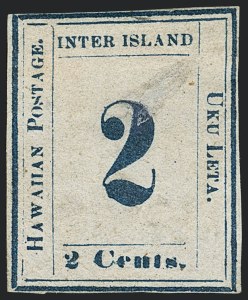 INTER ISLAND
HAWAIIAN POSTAGE.
2
UKU LETA.
2 Cents.